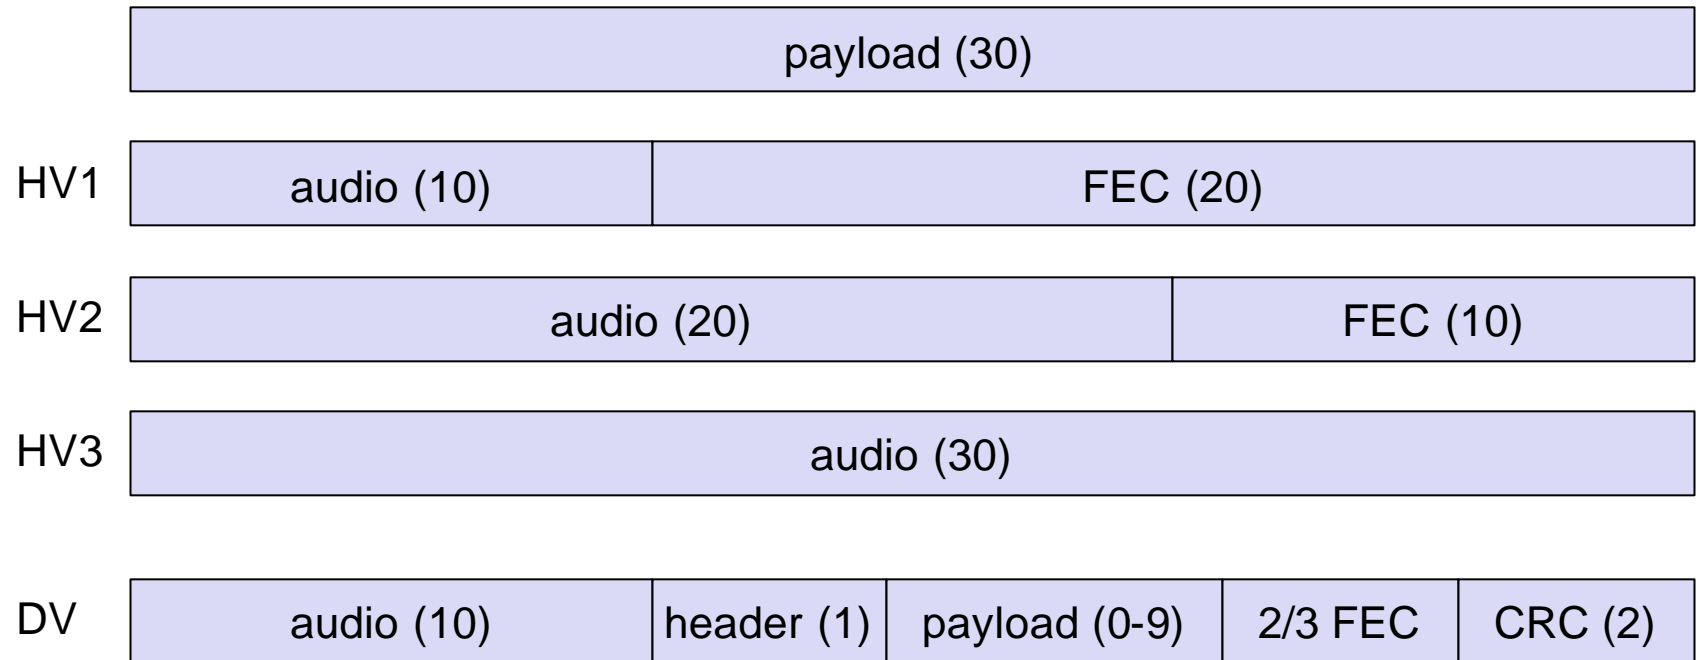 payload (30)
HV1 audio (10) FEC (20)
HV2 audio (20) FEC (10)
HV3 audio (30)
DV audio (10) header (1) payload (0-9) 2/3 FEC CRC (2)